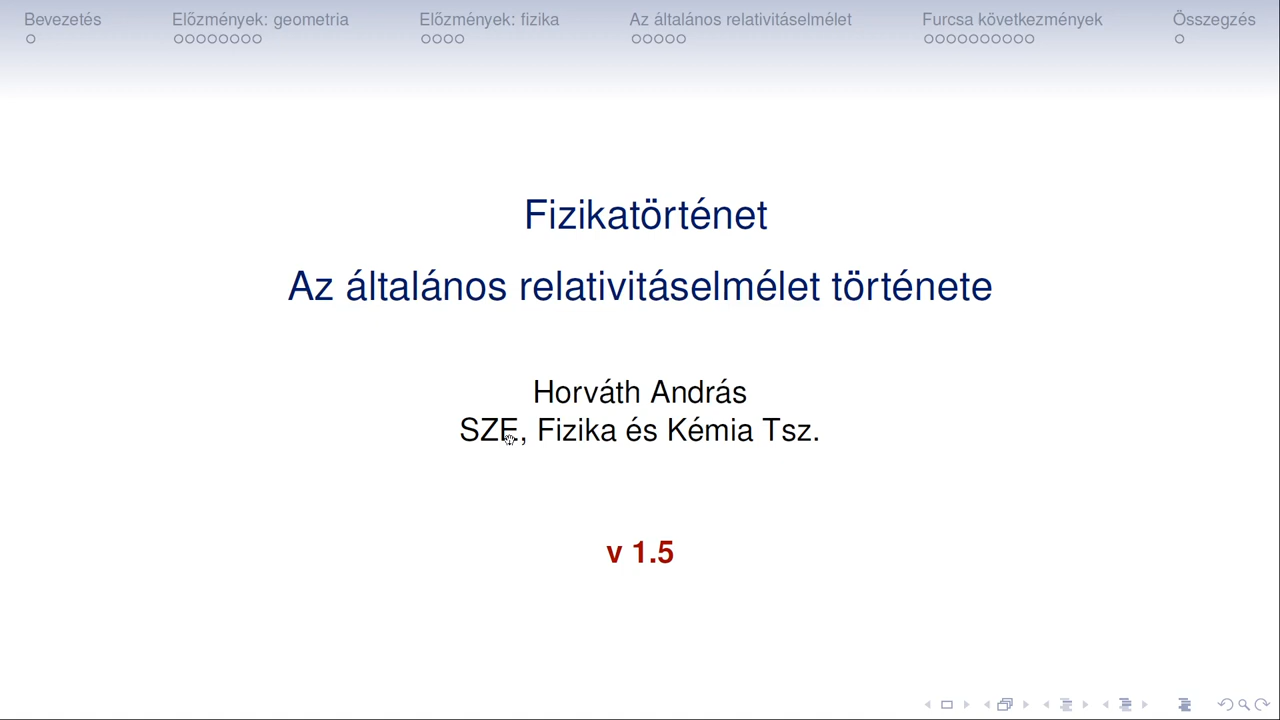 Bevezetés
Előzmények: geometria
Előzmények: fizika
Az általános relativitáselmélet
Furcsa következmények
Összegzés
Fizikatörténet
Az általános relativitáselmélet története
Horváth András
SZE, Fizika és Kémia Tsz.
v 1.5